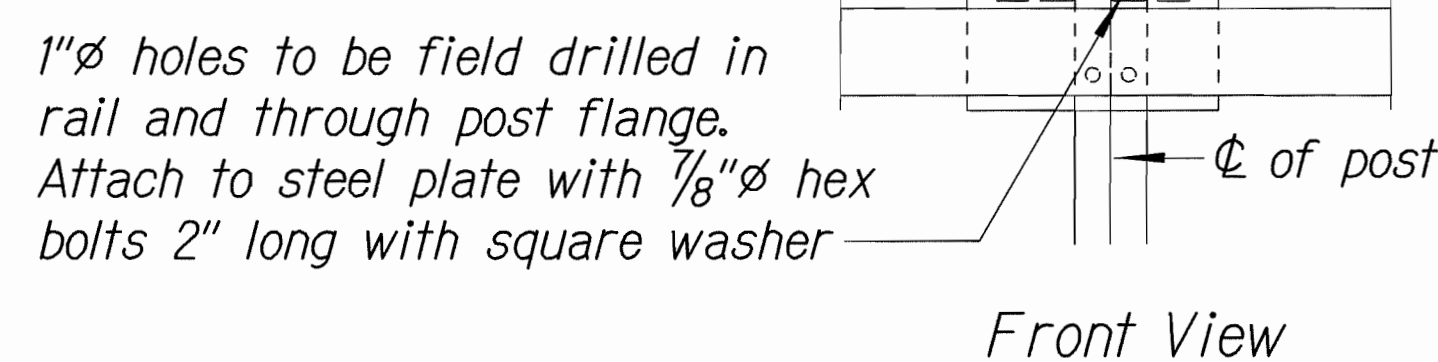 1"Ø holes to be field drilled in
rail and through post flange.
Attach to steel plate with 7/8"Ø hex
bolts 2" long with square washer
℄ of post
Front View